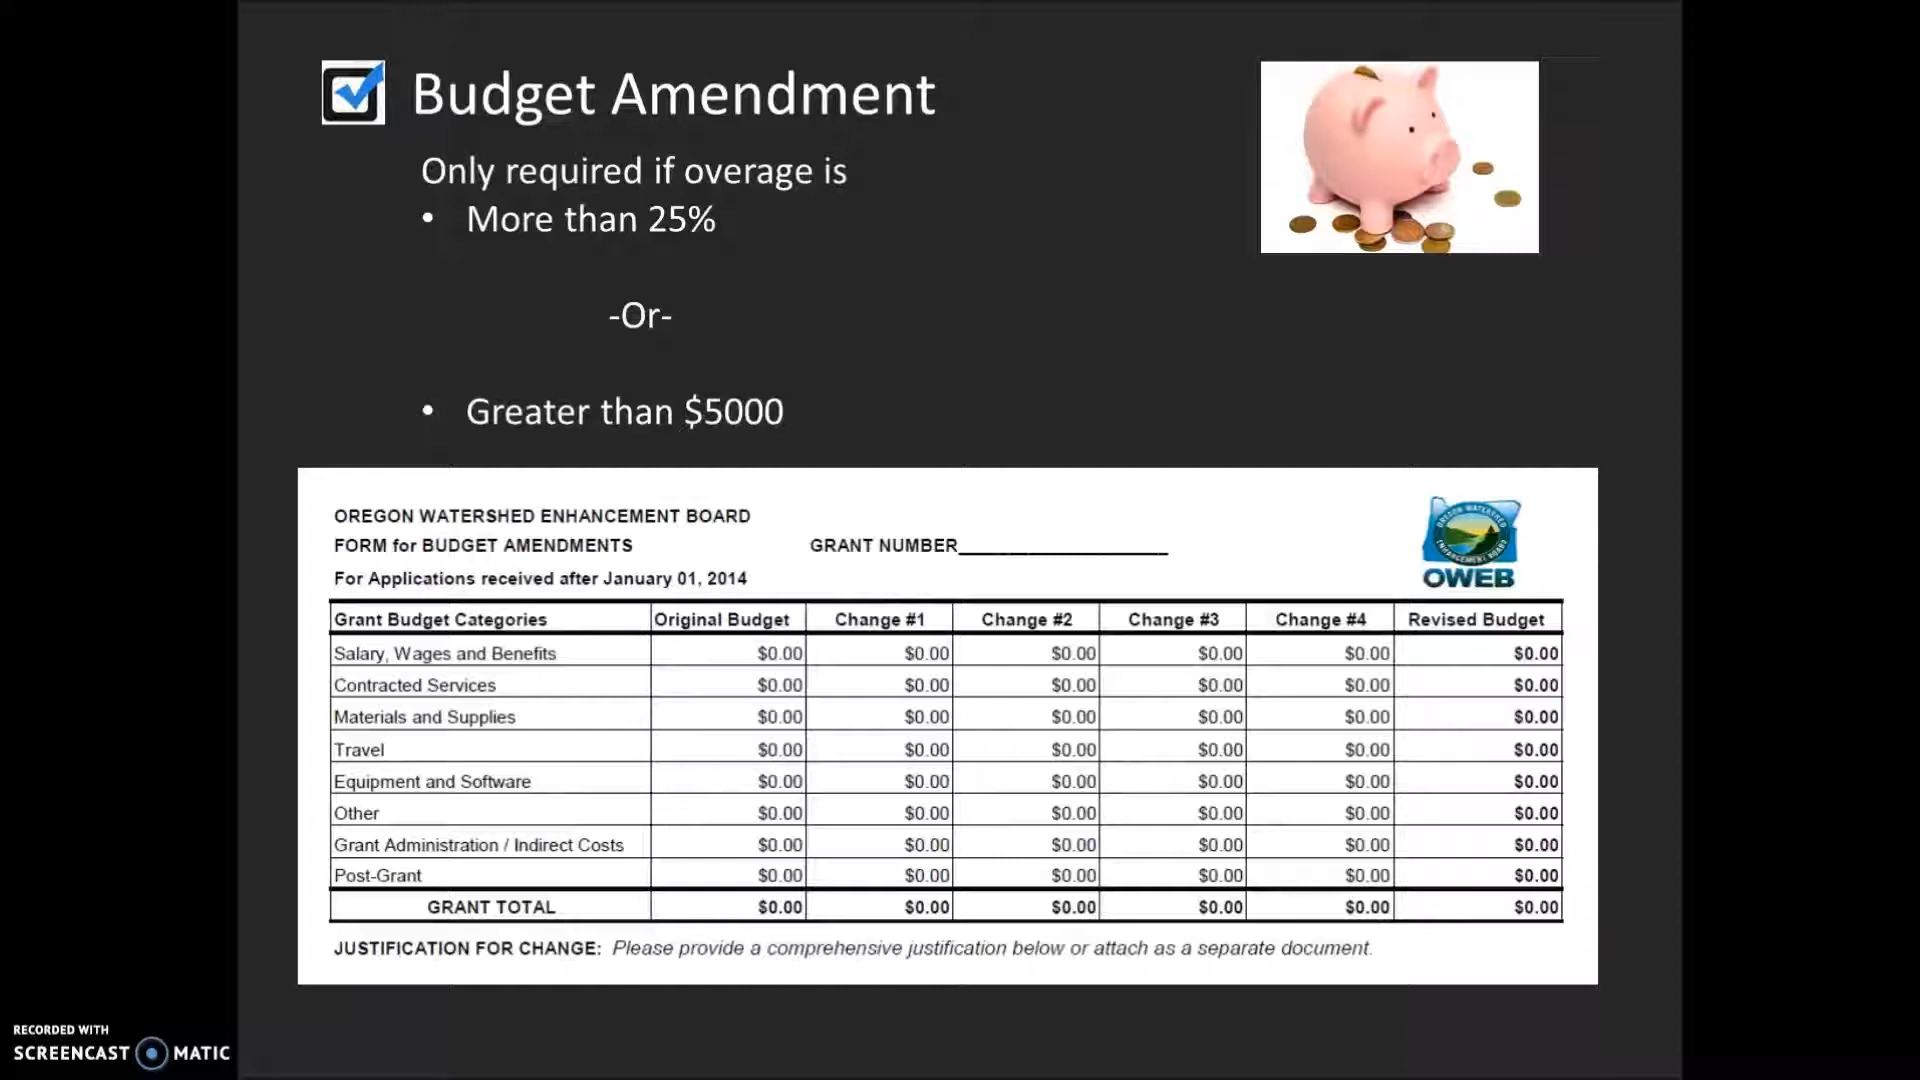 Budget Amendment
Only required if overage is
• More than 25%
-Or-
• Greater than $5000
OREGON WATERSHED ENHANCEMENT BOARD
FORM for BUDGET AMENDMENTS GRANT NUMBER____________________
For Applications received after January 01, 2014
OREGON WATERSHED
ENHANCEMENT BOARD
OWEB
Grant Budget Categories Original Budget Change #1 Change #2 Change #3 Change #4 Revised Budget
Salary, Wages and Benefits $0.00 $0.00 $0.00 $0.00 $0.00 $0.00
Contracted Services $0.00 $0.00 $0.00 $0.00 $0.00 $0.00
Materials and Supplies $0.00 $0.00 $0.00 $0.00 $0.00 $0.00
Travel $0.00 $0.00 $0.00 $0.00 $0.00 $0.00
Equipment and Software $0.00 $0.00 $0.00 $0.00 $0.00 $0.00
Other $0.00 $0.00 $0.00 $0.00 $0.00 $0.00
Grant Administration / Indirect Costs $0.00 $0.00 $0.00 $0.00 $0.00 $0.00
Post-Grant $0.00 $0.00 $0.00 $0.00 $0.00 $0.00
GRANT TOTAL $0.00 $0.00 $0.00 $0.00 $0.00 $0.00
JUSTIFICATION FOR CHANGE: Please provide a comprehensive justification below or attach as a separate document.
RECORDED WITH
SCREENCAST MATIC